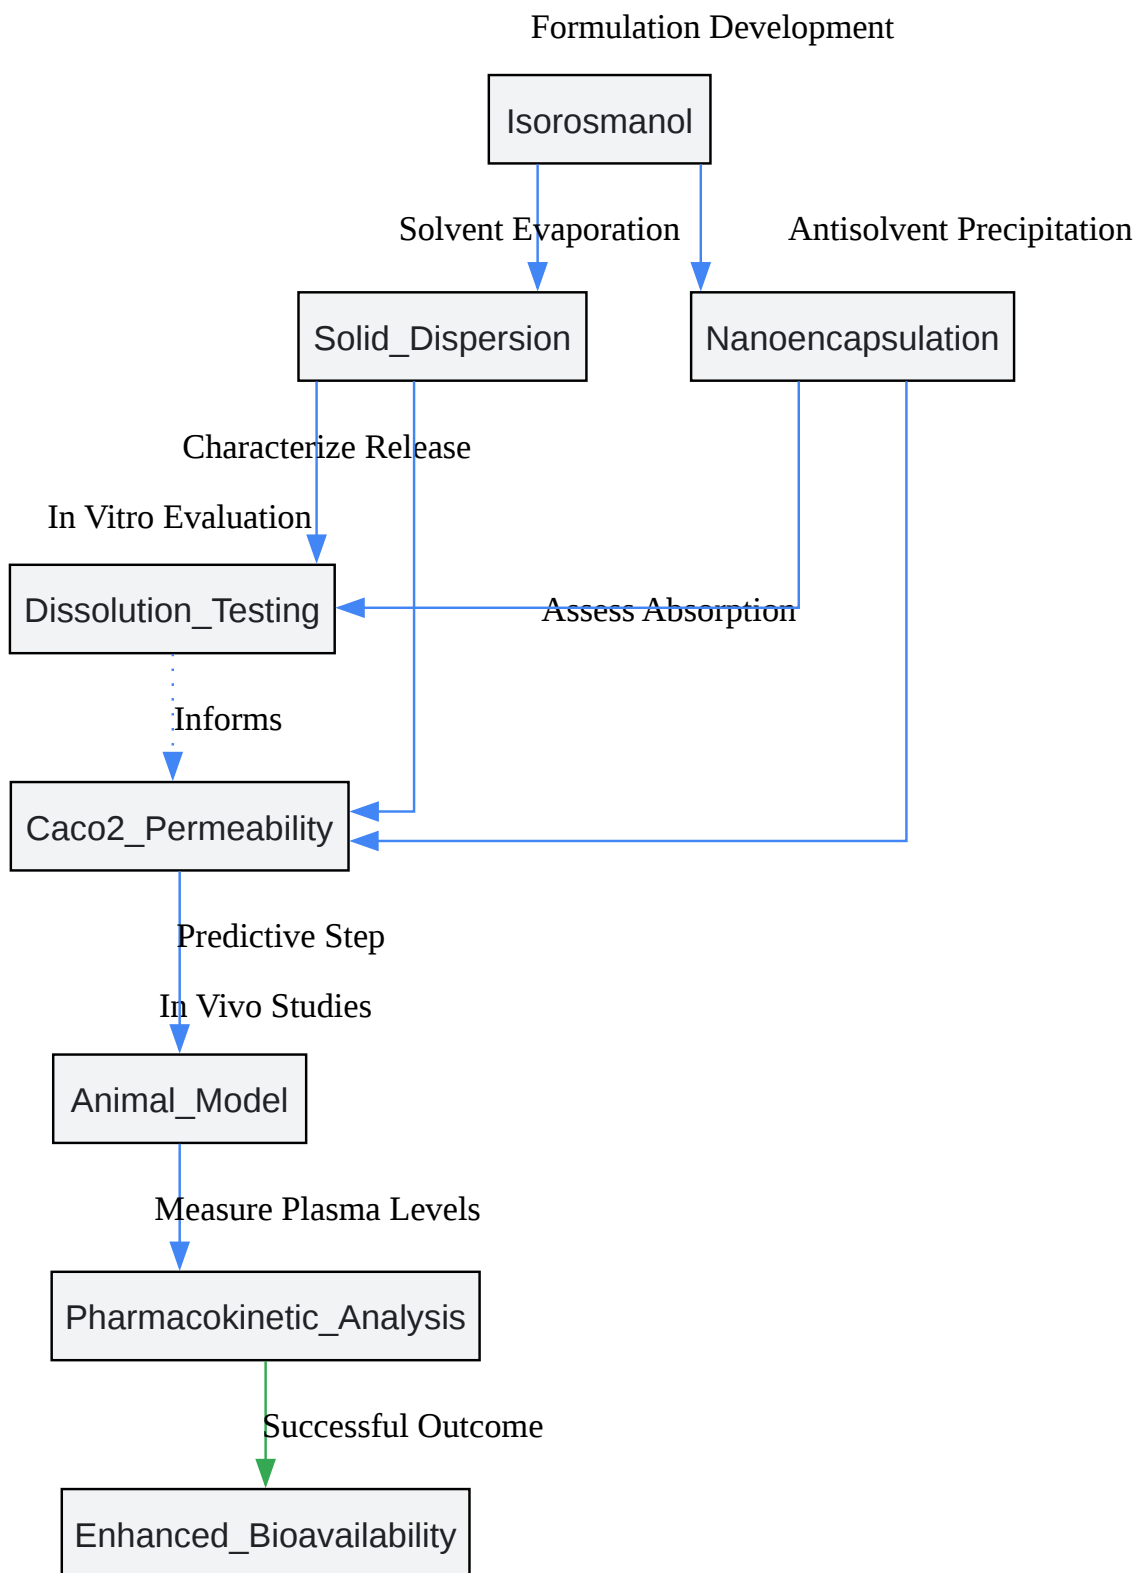 Formulation Development
Isorosmanol
Solvent Evaporation
Antisolvent Precipitation
Solid_Dispersion
Nanoencapsulation
Characterize Release
In Vitro Evaluation
Dissolution_Testing
Assess Absorption
Informs
Caco2_Permeability
Predictive Step
In Vivo Studies
Animal_Model
Measure Plasma Levels
Pharmacokinetic_Analysis
Successful Outcome
Enhanced_Bioavailability